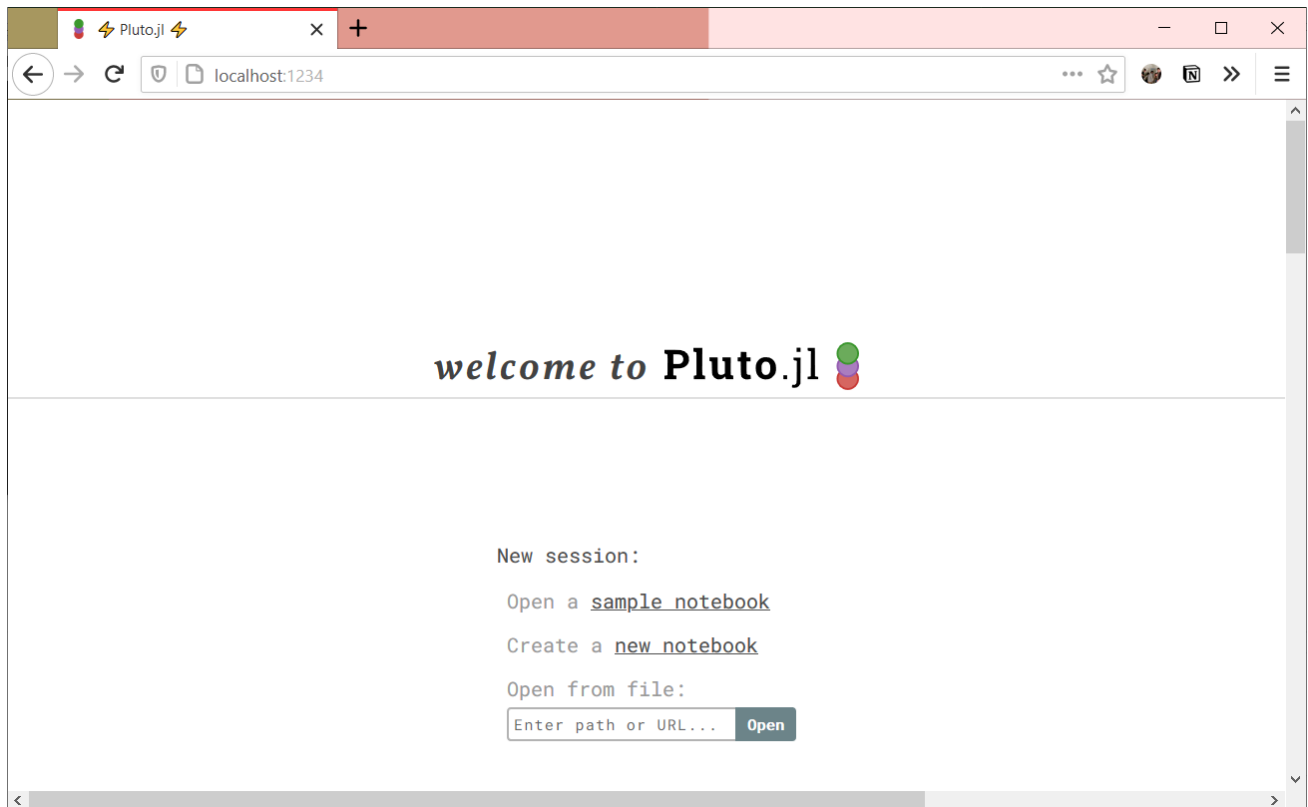 ⚡ Pluto.jl ⚡
localhost:1234
welcome to Pluto.jl
New session:
Open a sample notebook
Create a new notebook
Open from file:
Enter path or URL... Open